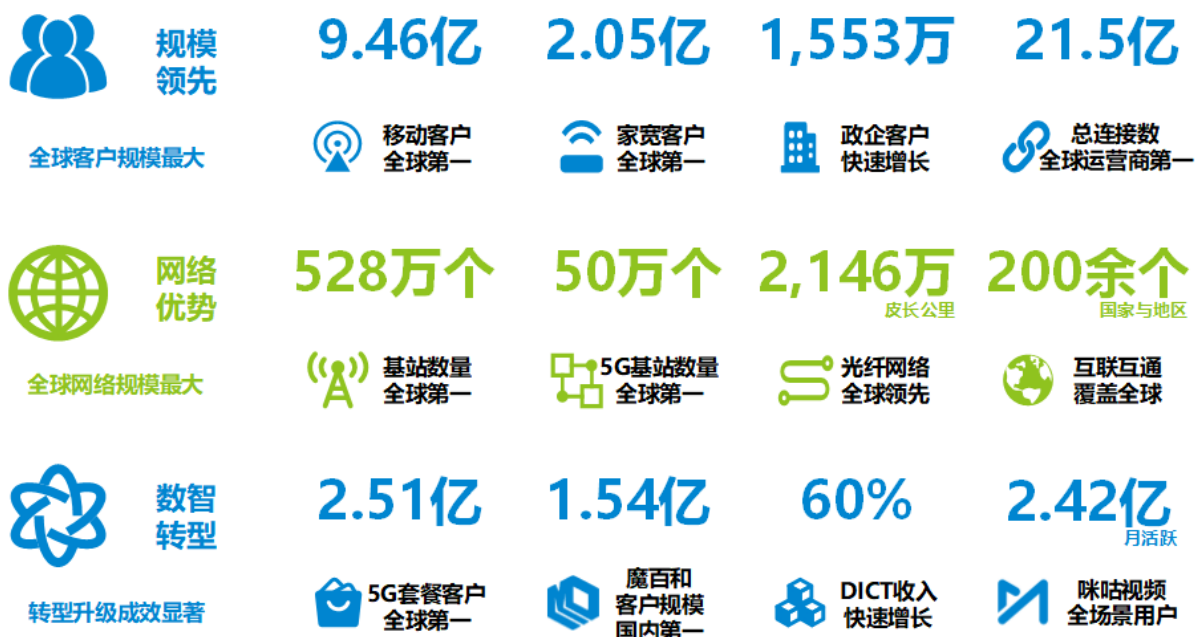 规模
领先
全球客户规模最大
9.46亿
移动客户
全球第一
2.05亿
家宽客户
全球第一
1,553万
政企客户
快速增长
21.5亿
总连接数
全球运营商第一
网络
优势
全球网络规模最大
528万个
基站数量
全球第一
50万个
5G基站数量
全球第一
2,146万
皮长公里
光纤网络
全球领先
200余个
国家与地区
互联互通
覆盖全球
数智
转型
转型升级成效显著
2.51亿
5G套餐客户
全球第一
1.54亿
魔百和
客户规模
国内第一
60%
DICT收入
快速增长
2.42亿
月活跃
咪咕视频
全场景用户